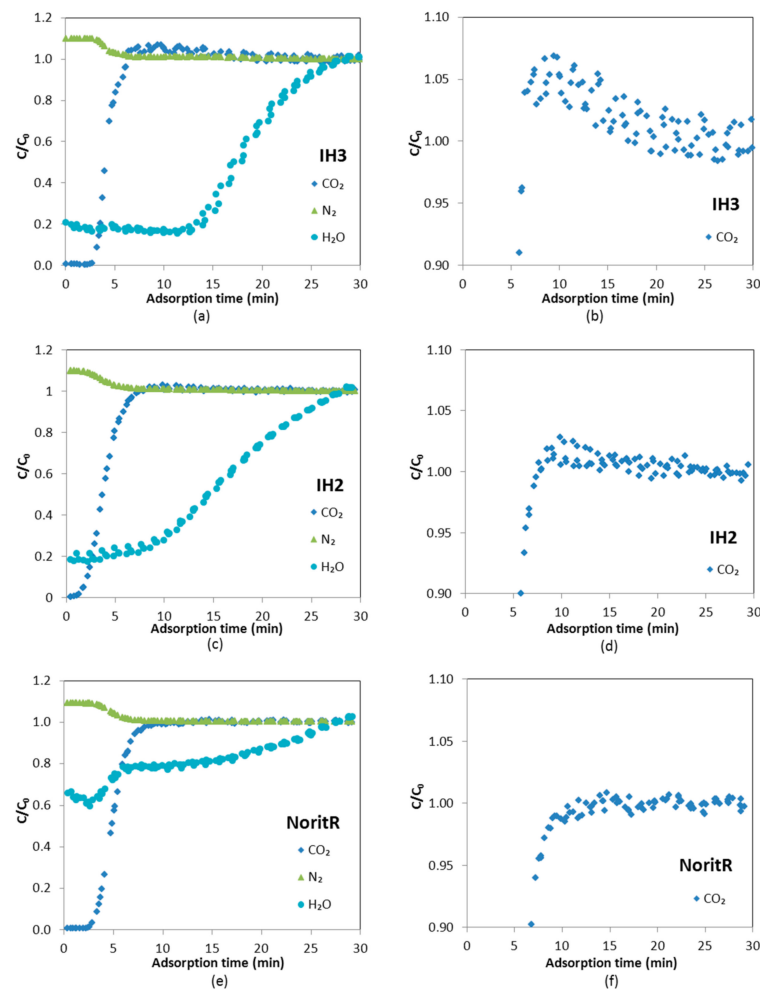 1.2
1.0
0.8
0.6
0.4
0.2
0.0
C/C₀
0 5 10 15 20 25 30
Adsorption time (min)
IH3
CO₂
N₂
H₂O
(a)
1.10
1.05
1.00
0.95
0.90
C/C₀
0 5 10 15 20 25 30
Adsorption time (min)
IH3
CO₂
(b)
1.2
1
0.8
0.6
0.4
0.2
0
C/C₀
0 5 10 15 20 25 30
Adsorption time (min)
IH2
CO₂
N₂
H₂O
(c)
1.10
1.05
1.00
0.95
0.90
C/C₀
0 5 10 15 20 25 30
Adsorption time (min)
IH2
CO₂
(d)
1.2
1.0
0.8
0.6
0.4
0.2
0.0
C/C₀
0 5 10 15 20 25 30
Adsorption time (min)
NoritR
CO₂
N₂
H₂O
(e)
1.10
1.05
1.00
0.95
0.90
C/C₀
0 5 10 15 20 25 30
Adsorption time (min)
NoritR
CO₂
(f)